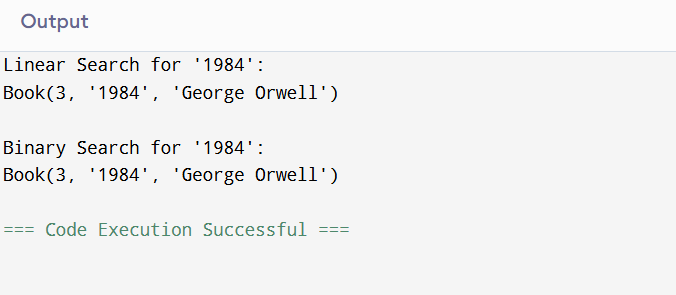 Output
Linear Search for '1984':
Book(3, '1984', 'George Orwell')
Binary Search for '1984':
Book(3, '1984', 'George Orwell')
=== Code Execution Successful ===